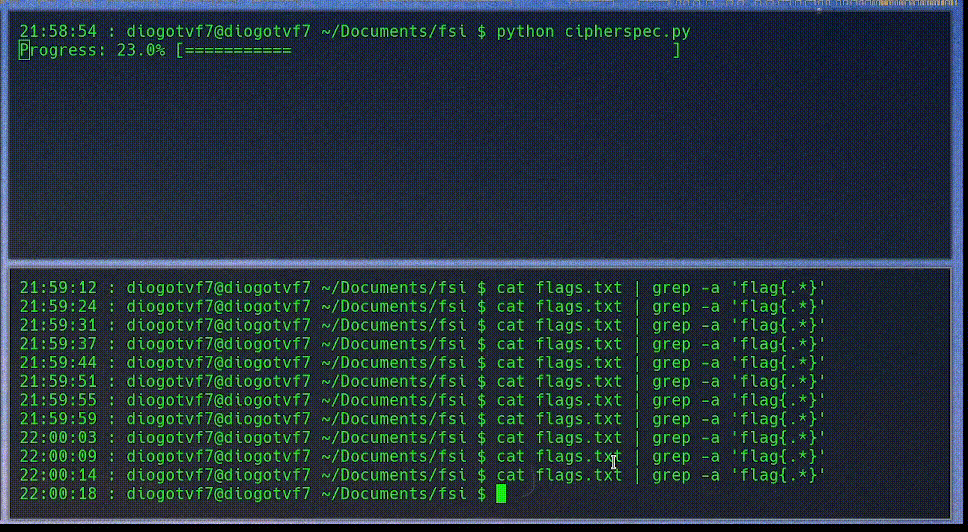 21:58:54 : diogotvf7@diogotvf7 ~/Documents/fsi $ python cipherspec.py
Progress: 23.0% [=========== ]
21:59:12 : diogotvf7@diogotvf7 ~/Documents/fsi $ cat flags.txt | grep -a 'flag{.*}'
21:59:24 : diogotvf7@diogotvf7 ~/Documents/fsi $ cat flags.txt | grep -a 'flag{.*}'
21:59:31 : diogotvf7@diogotvf7 ~/Documents/fsi $ cat flags.txt | grep -a 'flag{.*}'
21:59:37 : diogotvf7@diogotvf7 ~/Documents/fsi $ cat flags.txt | grep -a 'flag{.*}'
21:59:44 : diogotvf7@diogotvf7 ~/Documents/fsi $ cat flags.txt | grep -a 'flag{.*}'
21:59:51 : diogotvf7@diogotvf7 ~/Documents/fsi $ cat flags.txt | grep -a 'flag{.*}'
21:59:55 : diogotvf7@diogotvf7 ~/Documents/fsi $ cat flags.txt | grep -a 'flag{.*}'
21:59:59 : diogotvf7@diogotvf7 ~/Documents/fsi $ cat flags.txt | grep -a 'flag{.*}'
22:00:03 : diogotvf7@diogotvf7 ~/Documents/fsi $ cat flags.txt | grep -a 'flag{.*}'
22:00:09 : diogotvf7@diogotvf7 ~/Documents/fsi $ cat flags.txt | grep -a 'flag{.*}'
22:00:14 : diogotvf7@diogotvf7 ~/Documents/fsi $ cat flags.txt | grep -a 'flag{.*}'
22:00:18 : diogotvf7@diogotvf7 ~/Documents/fsi $